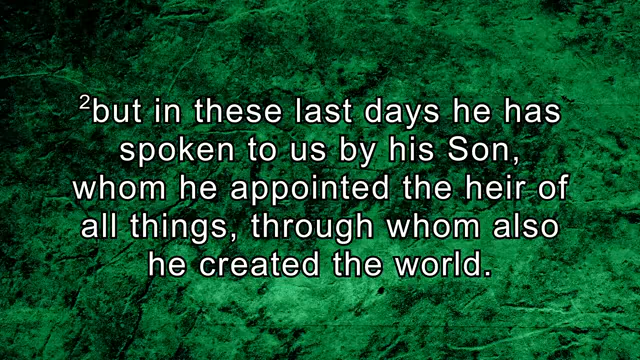 ²but in these last days he has
spoken to us by his Son,
whom he appointed the heir of
all things, through whom also
he created the world.